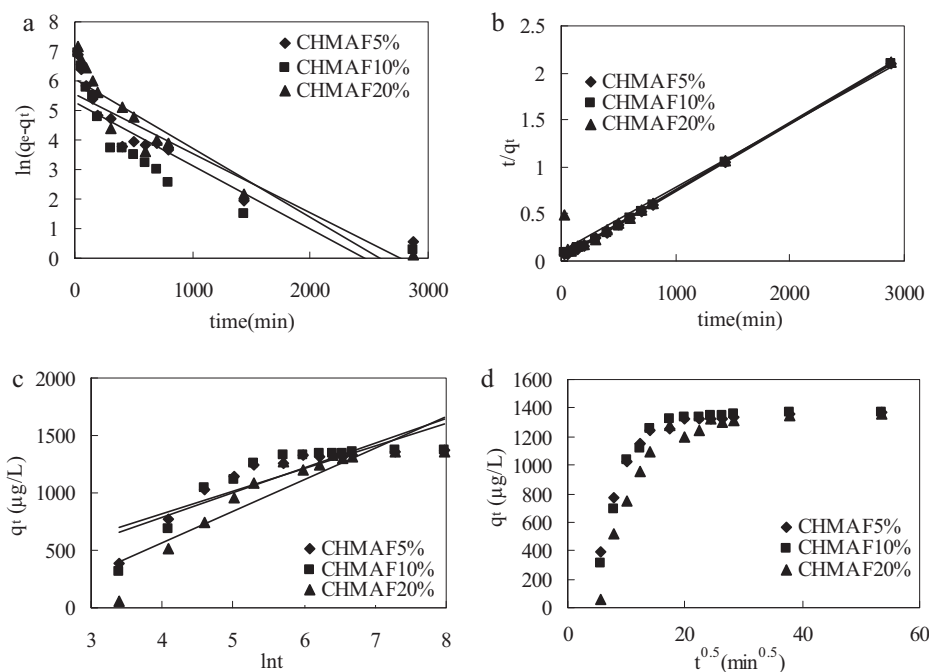 a
8
7
6
5
4
3
2
1
0
ln(qe-qt)
CHMAF5%
CHMAF10%
CHMAF20%
0 1000 2000 3000
time(min)
b
2.5
2
1.5
1
0.5
0
t/qt
CHMAF5%
CHMAF10%
CHMAF20%
0 1000 2000 3000
time(min)
c
2000
1500
1000
500
0
qt (µg/L)
CHMAF5%
CHMAF10%
CHMAF20%
3 4 5 6 7 8
lnt
d
1600
1400
1200
1000
800
600
400
200
0
qt (µg/L)
CHMAF5%
CHMAF10%
CHMAF20%
0 20 40 60
t^0.5(min^0.5)